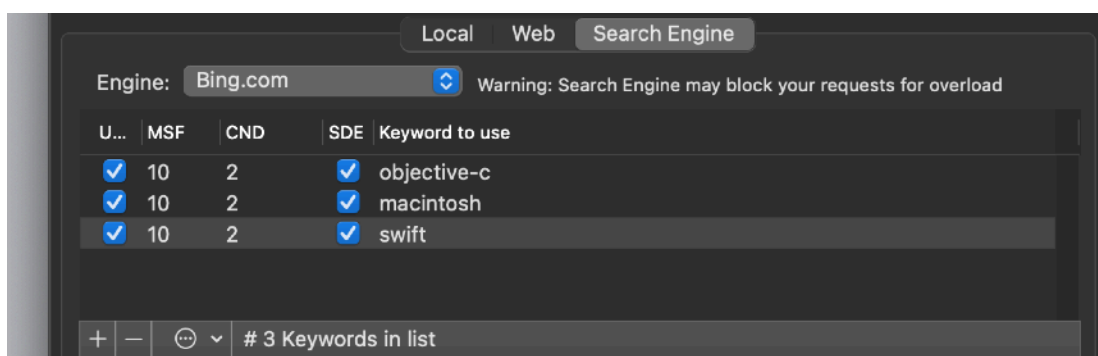 Local Web Search Engine
Engine: Bing.com Warning: Search Engine may block your requests for overload
U... MSF CND SDE Keyword to use
10 2 objective-c
10 2 macintosh
10 2 swift
# 3 Keywords in list